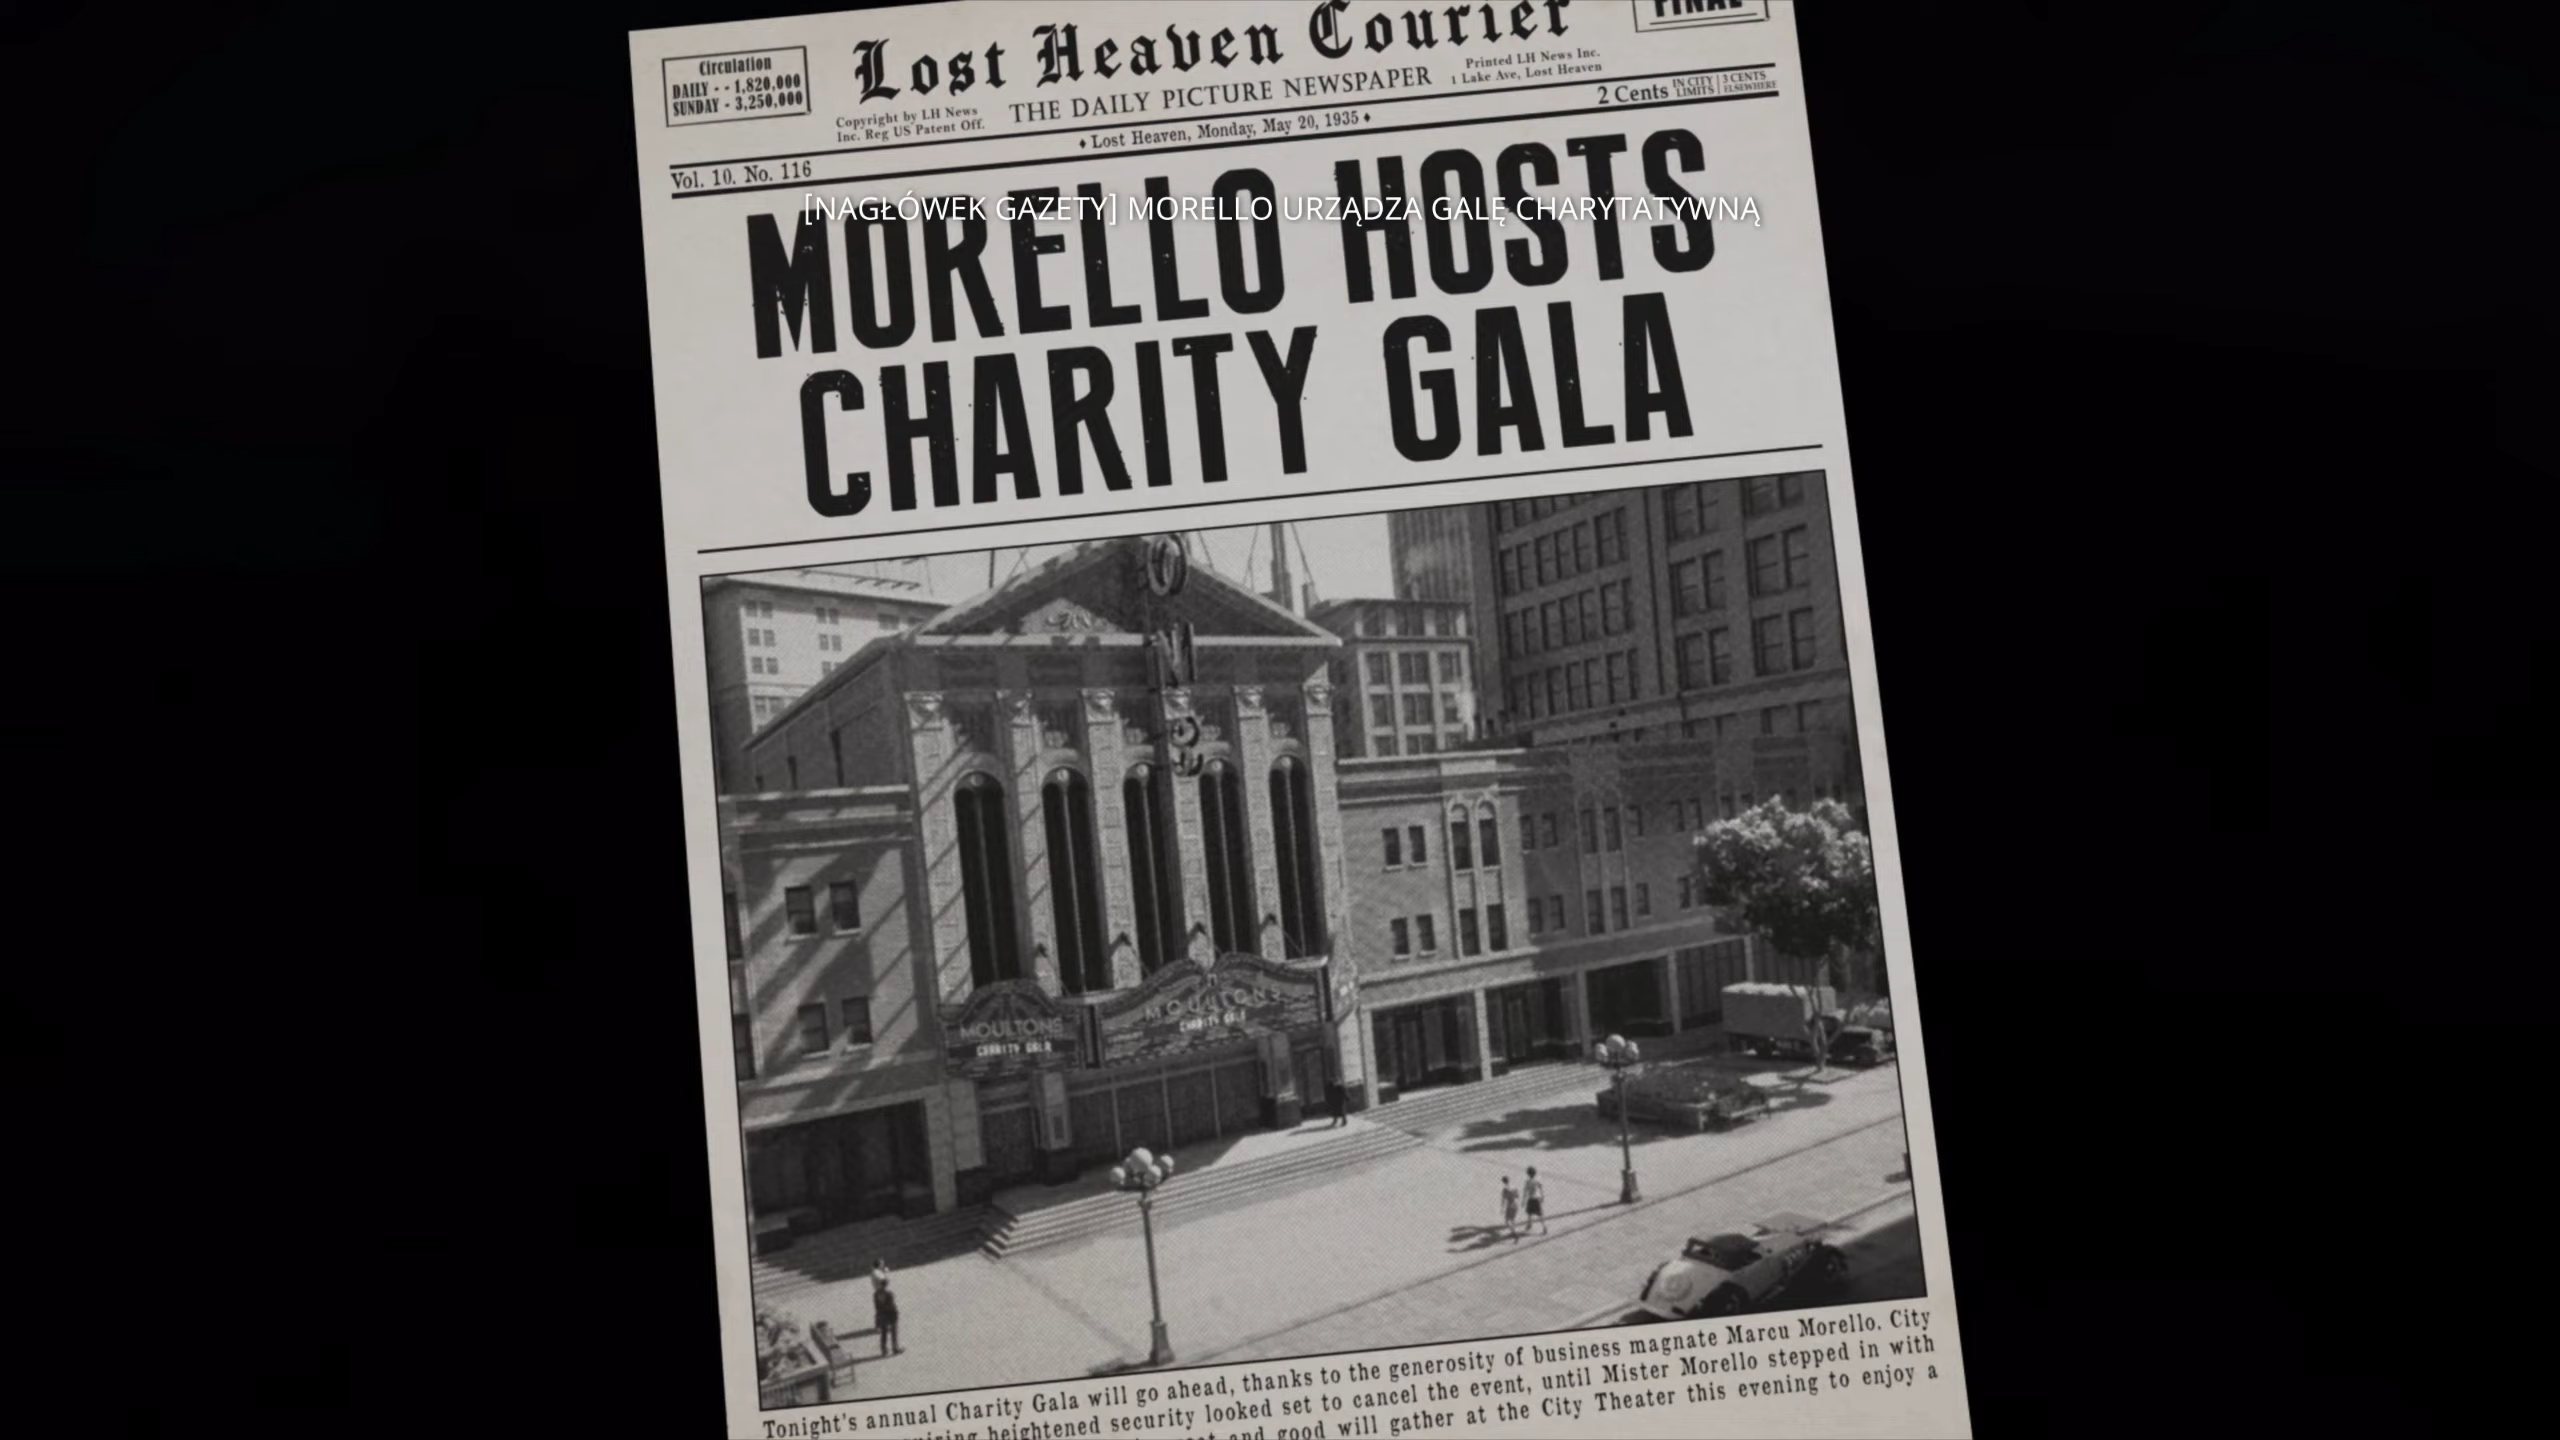 Circulation
DAILY - - 1,820,000
SUNDAY - 3,250,000
Lost Heaven Courier
FINAL
Copyright by LH News
Inc. Reg US Patent Off.
THE DAILY PICTURE NEWSPAPER
Printed LH News Inc.
1 Lake Ave, Lost Heaven
Vol. 10. No. 116
♦ Lost Heaven, Monday, May 20, 1935 ♦
2 Cents IN CITY LIMITS | 3 CENTS ELSEWHERE
[NAGŁÓWEK GAZETY] MORELLO URZĄDZA GALĘ CHARYTATYWNĄ
MORELLO HOSTS
CHARITY GALA
MOULTONS
CHARITY GALA
MOULTONS
CHARITY GALA
Tonight's annual Charity Gala will go ahead, thanks to the generosity of business magnate Marcu Morello. City
heightened security looked set to cancel the event, until Mister Morello stepped in with
and good will gather at the City Theater this evening to enjoy a